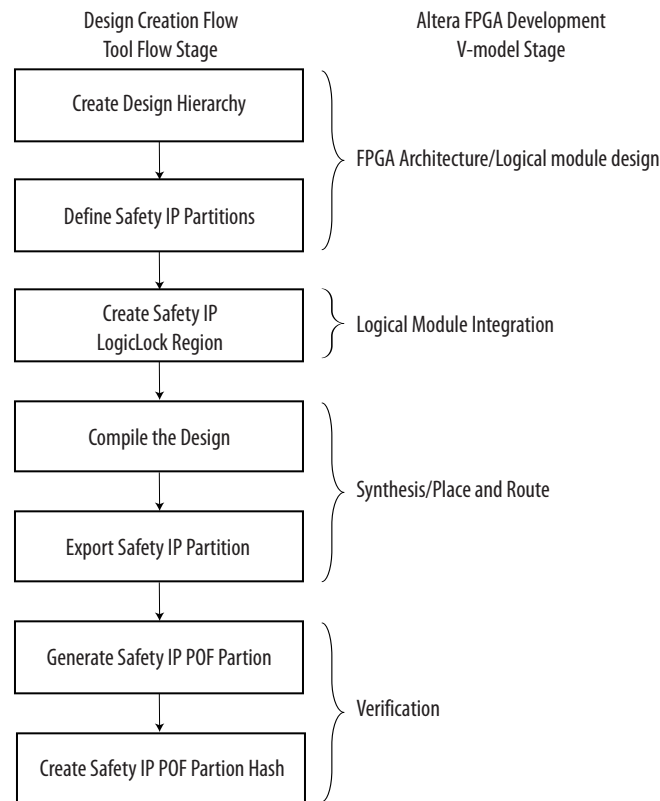 Design Creation Flow
Tool Flow Stage
Altera FPGA Development
V-model Stage
Create Design Hierarchy
FPGA Architecture/Logical module design
Define Safety IP Partitions
Create Safety IP
LogicLock Region
Logical Module Integration
Compile the Design
Synthesis/Place and Route
Export Safety IP Partition
Generate Safety IP POF Partion
Verification
Create Safety IP POF Partion Hash